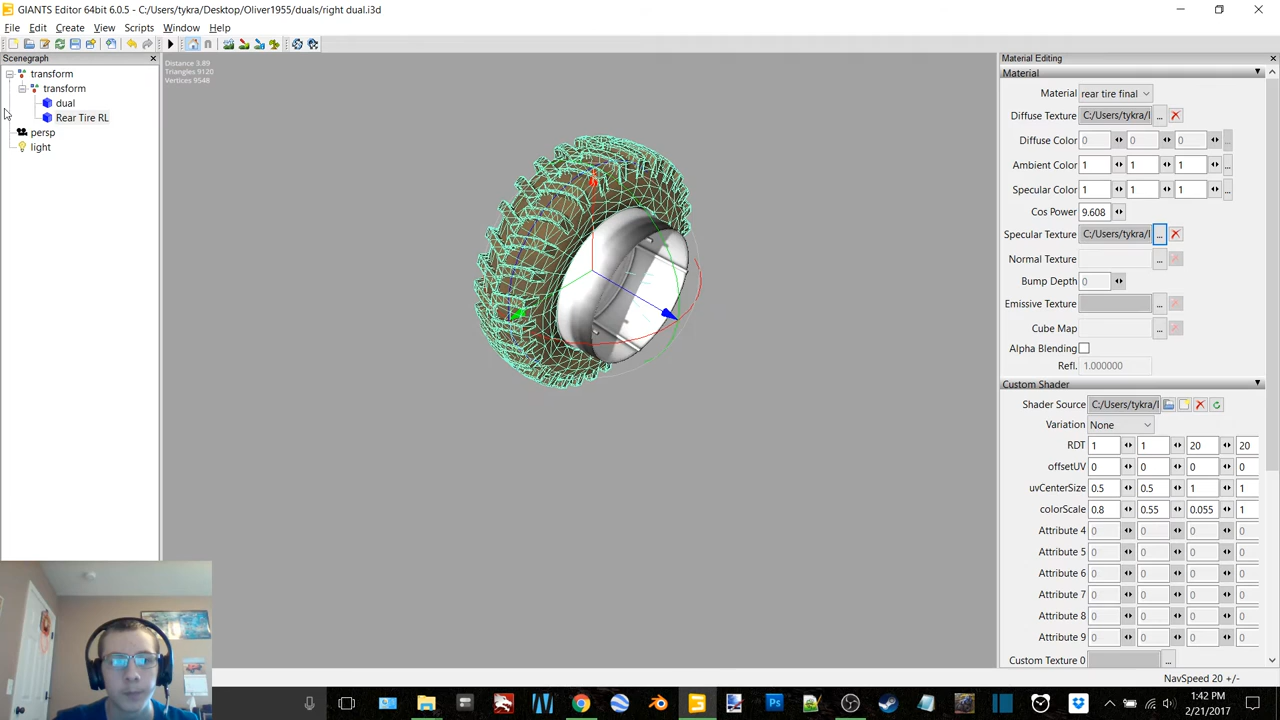 GIANTS Editor 64bit 6.0.5 - C:/Users/tykra/Desktop/Oliver1955/duals/right dual.i3d
File Edit Create View Scripts Window Help
Scenegraph
transform
transform
dual
Rear Tire RL
persp
light
Distance 3.89
Triangles 9120
Vertices 9548
Material Editing
Material
Material rear tire final
Diffuse Texture C:/Users/tykra/I ...
Diffuse Color 0 0 0 ...
Ambient Color 1 1 1 ...
Specular Color 1 1 1 ...
Cos Power 9.608
Specular Texture C:/Users/tykra/I ...
Normal Texture ...
Bump Depth 0
Emissive Texture ...
Cube Map ...
Alpha Blending
Refl. 1.000000
Custom Shader
Shader Source C:/Users/tykra/I
Variation None
RDT 1 1 20 20
offsetUV 0 0 0 0
uvCenterSize 0.5 0.5 1 1
colorScale 0.8 0.55 0.055 1
Attribute 4 0 0 0 0
Attribute 5 0 0 0 0
Attribute 6 0 0 0 0
Attribute 7 0 0 0 0
Attribute 8 0 0 0 0
Attribute 9 0 0 0 0
Custom Texture 0 ...
NavSpeed 20 +/-
1:42 PM
2/21/2017